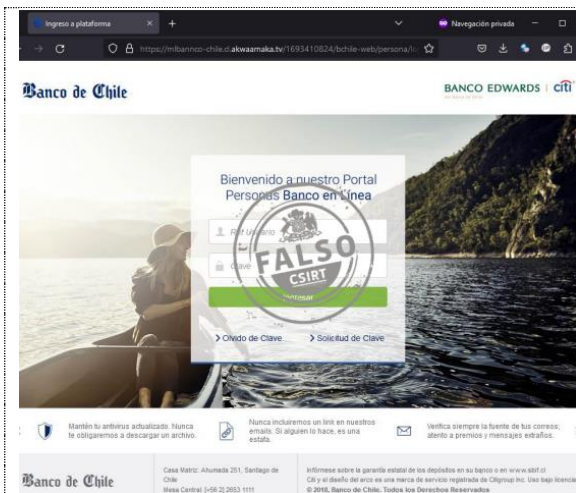 Ingreso a plataforma
Navegación privada
https://mibannco-chile.cl.akwaamaka.tv/1693410824/bchile-web/persona/lo
Banco de Chile
BANCO EDWARDS | citi
Bienvenido a nuestro Portal
Personas Banco en Línea
Rut Usuario
Clave
FALSO
CSIRT
Ingresar
Olvido de Clave
Solicitud de Clave
Mantén tu antivirus actualizado. Nunca
te obligaremos a descargar un archivo.
Nunca incluiremos un link en nuestros
emails. Si alguien lo hace, es una
estafa.
Verifica siempre la fuente de tus correos;
atento a premios y mensajes extraños.
Banco de Chile
Casa Matriz: Ahumada 251, Santiago de
Chile
Mesa Central: (+56 2) 2653 1111
Infórmese sobre la garantía estatal de los depósitos en su banco o en www.sbif.cl
Citi y el diseño del arco es una marca de servicio registrada de Citigroup Inc. Uso bajo licencia
© 2018, Banco de Chile. Todos los Derechos Reservados